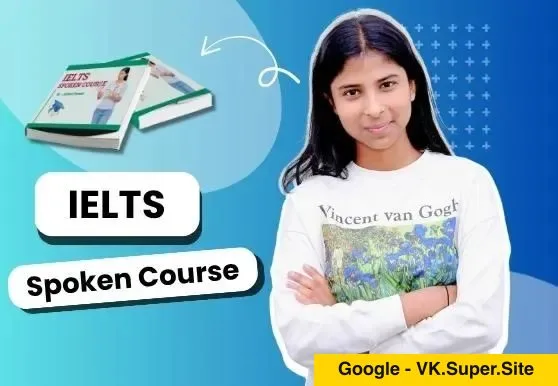 IELTS
SPOKEN COURSE
IELTS
Spoken Course
Vincent van Gogh
Google - VK.Super.Site